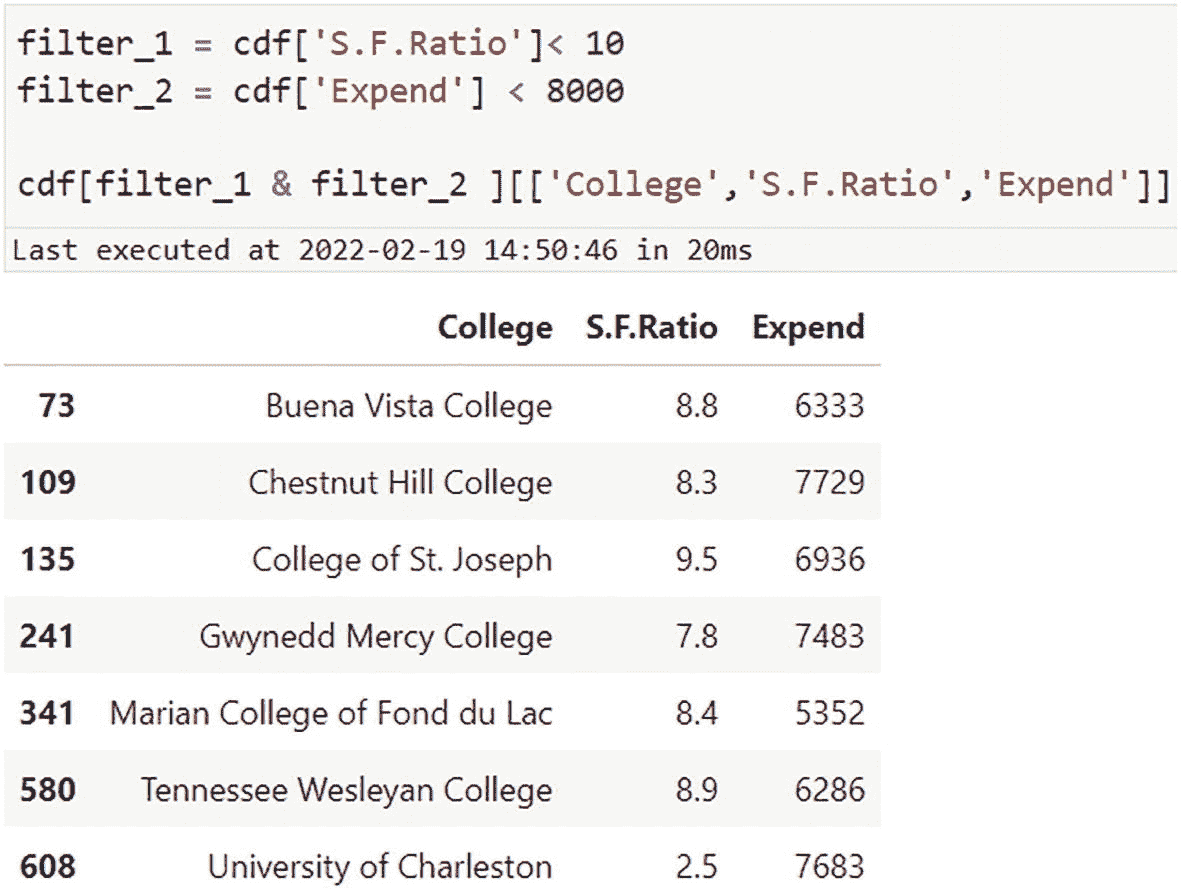 filter_1 = cdf['S.F.Ratio']< 10
filter_2 = cdf['Expend'] < 8000
cdf[filter_1 & filter_2 ][['College','S.F.Ratio','Expend']]
Last executed at 2022-02-19 14:50:46 in 20ms
College S.F.Ratio Expend
73 Buena Vista College 8.8 6333
109 Chestnut Hill College 8.3 7729
135 College of St. Joseph 9.5 6936
241 Gwynedd Mercy College 7.8 7483
341 Marian College of Fond du Lac 8.4 5352
580 Tennessee Wesleyan College 8.9 6286
608 University of Charleston 2.5 7683